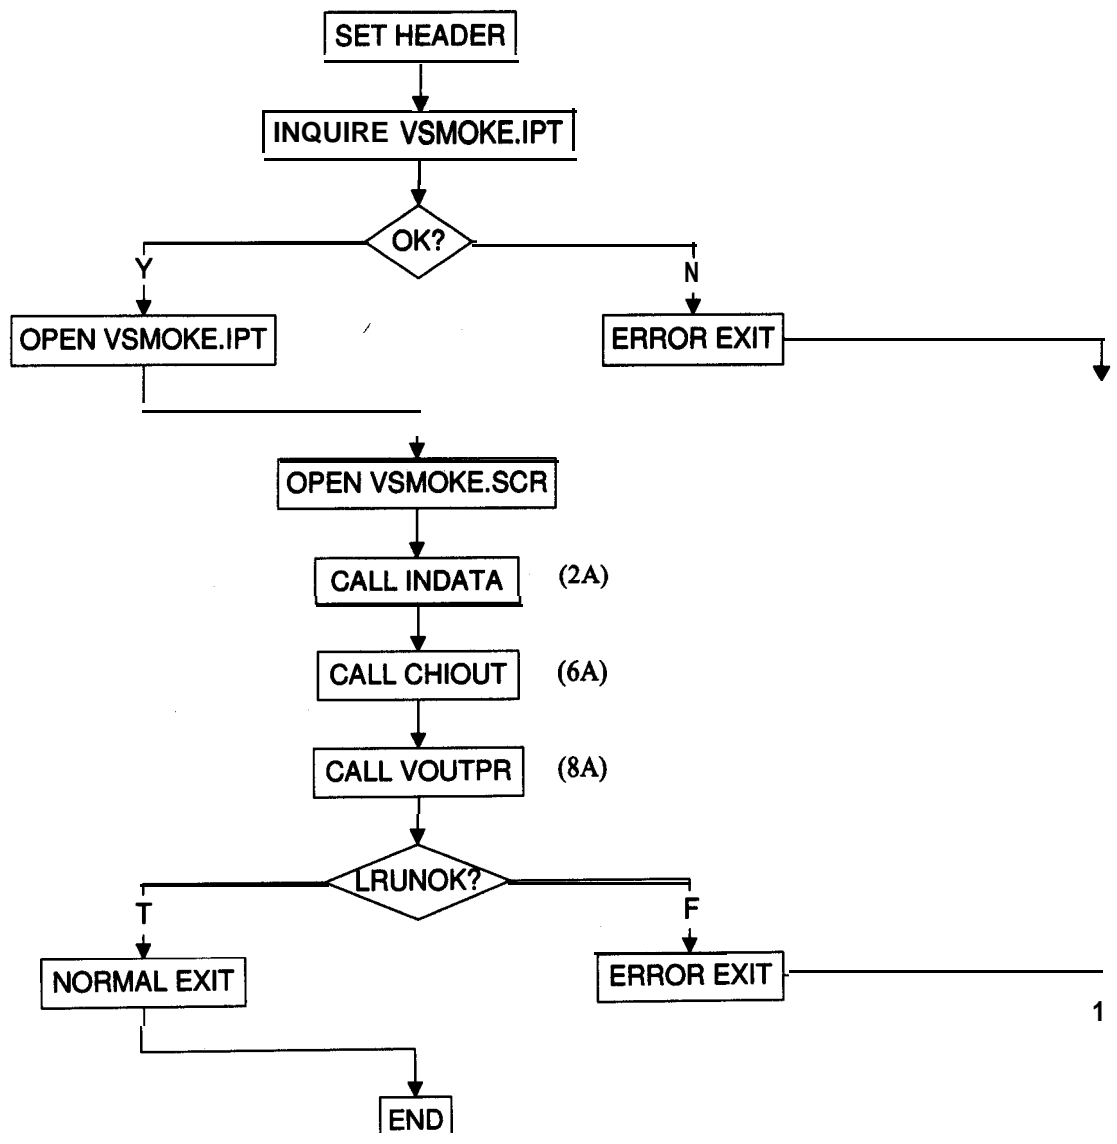 SET HEADER
INQUIRE VSMOKE.IPT
OK?
Y
N
OPEN VSMOKE.IPT
ERROR EXIT
OPEN VSMOKE.SCR
CALL INDATA (2A)
CALL CHIOUT (6A)
CALL VOUTPR (8A)
LRUNOK?
T
F
NORMAL EXIT
ERROR EXIT
1
END